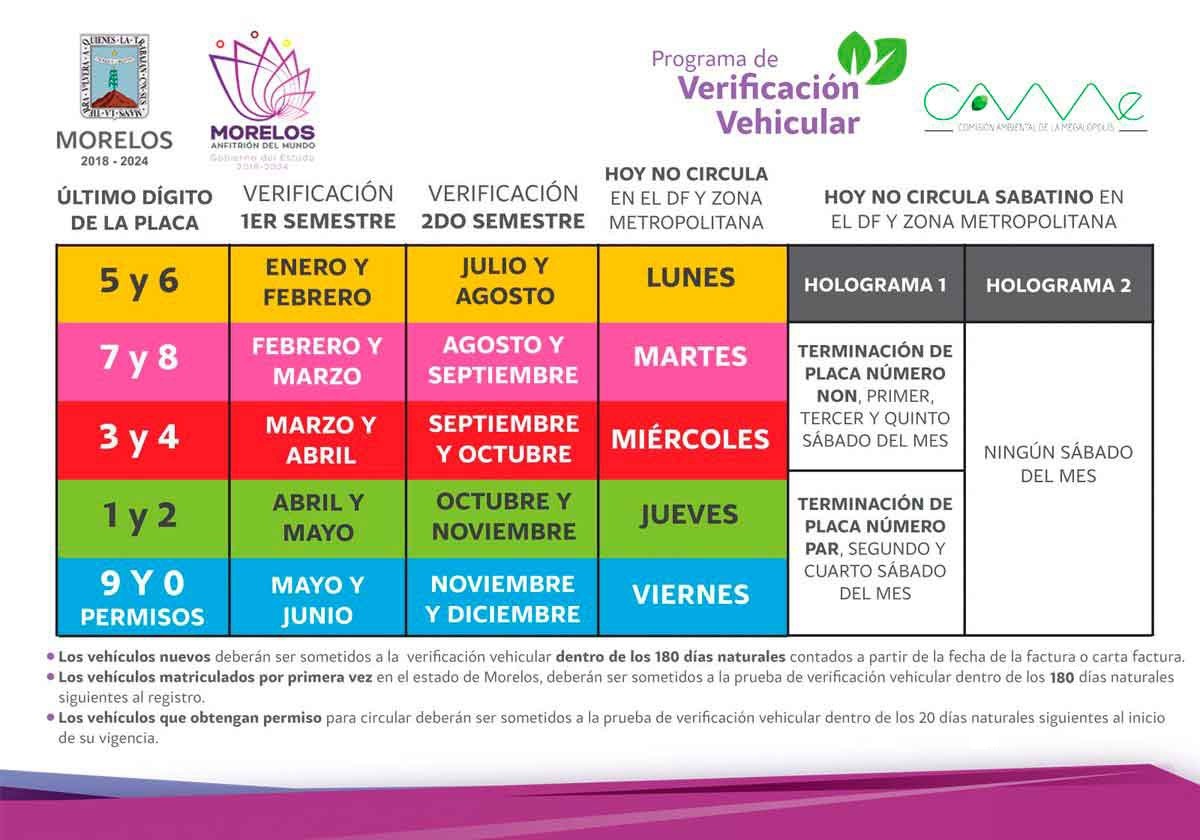 MORELOS
2018 - 2024
MORELOS
ANFITRIÓN DEL MUNDO
Gobierno del Estado
2018-2024
Programa de
Verificación
Vehicular
CAMe
COMISIÓN AMBIENTAL DE LA MEGALÓPOLIS
ÚLTIMO DÍGITO
DE LA PLACA
VERIFICACIÓN
1ER SEMESTRE
VERIFICACIÓN
2DO SEMESTRE
HOY NO CIRCULA
EN EL DF Y ZONA
METROPOLITANA
HOY NO CIRCULA SABATINO EN
EL DF Y ZONA METROPOLITANA
5 y 6
ENERO Y
FEBRERO
JULIO Y
AGOSTO
LUNES
HOLOGRAMA 1
HOLOGRAMA 2
7 y 8
FEBRERO Y
MARZO
AGOSTO Y
SEPTIEMBRE
MARTES
TERMINACIÓN DE
PLACA NÚMERO
NON, PRIMER,
TERCER Y QUINTO
SÁBADO DEL MES
NINGÚN SÁBADO
DEL MES
3 y 4
MARZO Y
ABRIL
SEPTIEMBRE
Y OCTUBRE
MIÉRCOLES
1 y 2
ABRIL Y
MAYO
OCTUBRE Y
NOVIEMBRE
JUEVES
TERMINACIÓN DE
PLACA NÚMERO
PAR, SEGUNDO Y
CUARTO SÁBADO
DEL MES
9 Y 0
PERMISOS
MAYO Y
JUNIO
NOVIEMBRE
Y DICIEMBRE
VIERNES
• Los vehículos nuevos deberán ser sometidos a la verificación vehicular dentro de los 180 días naturales contados a partir de la fecha de la factura o carta factura.
• Los vehículos matriculados por primera vez en el estado de Morelos, deberán ser sometidos a la prueba de verificación vehicular dentro de los 180 días naturales
siguientes al registro.
• Los vehículos que obtengan permiso para circular deberán ser sometidos a la prueba de verificación vehicular dentro de los 20 días naturales siguientes al inicio
de su vigencia.